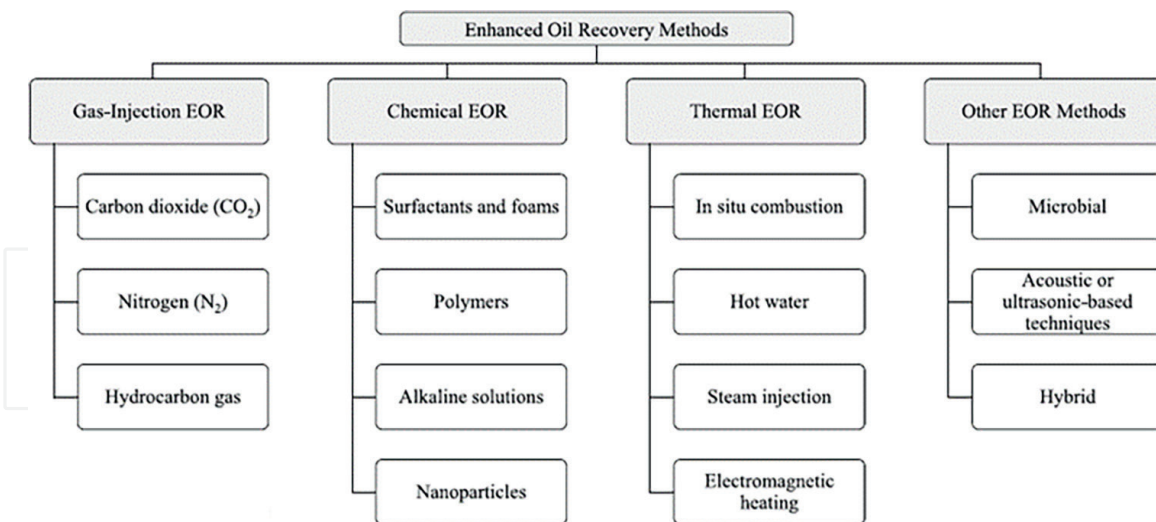 Enhanced Oil Recovery Methods
Gas-Injection EOR
Carbon dioxide (CO₂)
Nitrogen (N₂)
Hydrocarbon gas
Chemical EOR
Surfactants and foams
Polymers
Alkaline solutions
Nanoparticles
Thermal EOR
In situ combustion
Hot water
Steam injection
Electromagnetic
heating
Other EOR Methods
Microbial
Acoustic or
ultrasonic-based
techniques
Hybrid